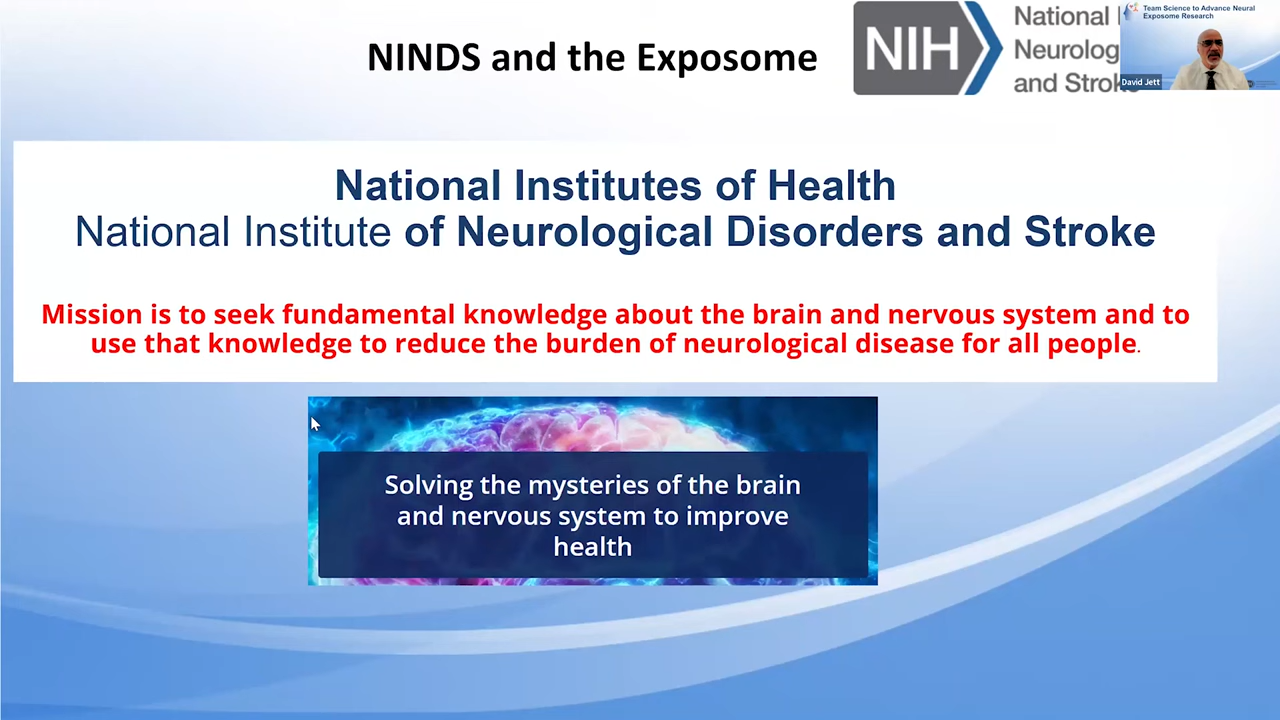 NINDS and the Exposome
NIH
National
Neurolog
and Stroke
Team Science to Advance Neural
Exposome Research
David Jett
National Institutes of Health
National Institute of Neurological Disorders and Stroke
Mission is to seek fundamental knowledge about the brain and nervous system and to
use that knowledge to reduce the burden of neurological disease for all people.
Solving the mysteries of the brain
and nervous system to improve
health